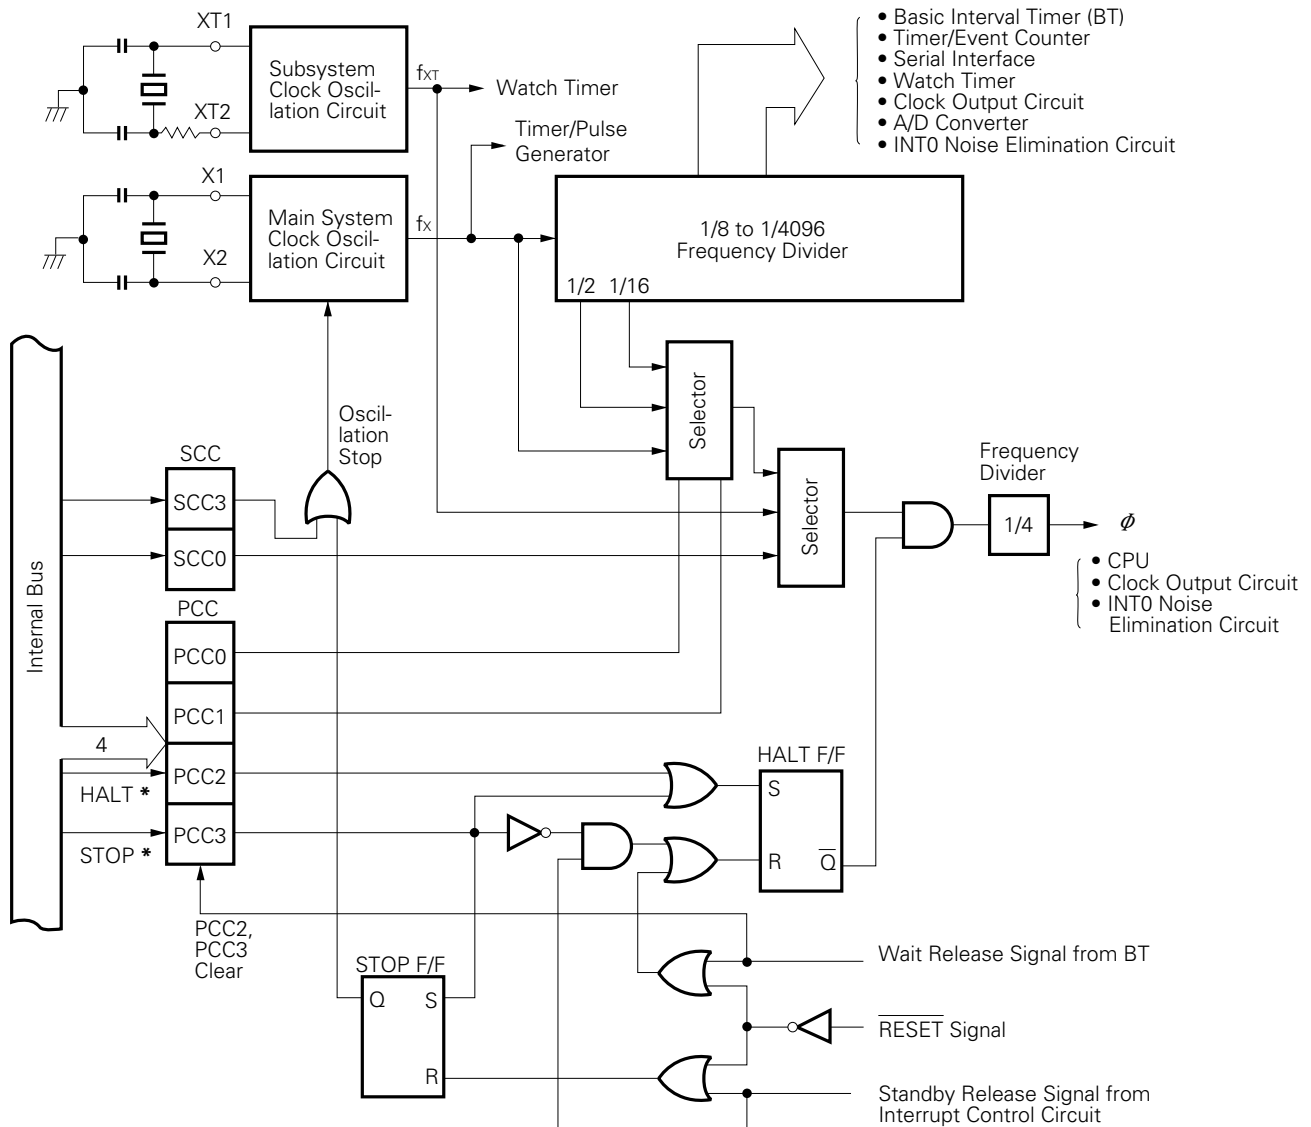 XT1
XT2
Subsystem
Clock Oscil-
lation Circuit
fXT
Watch Timer
Timer/Pulse
Generator
• Basic Interval Timer (BT)
• Timer/Event Counter
• Serial Interface
• Watch Timer
• Clock Output Circuit
• A/D Converter
• INT0 Noise Elimination Circuit
X1
X2
Main System
Clock Oscil-
lation Circuit
fX
1/8 to 1/4096
Frequency Divider
1/2 1/16
Oscil-
lation
Stop
Selector
Selector
Frequency
Divider
1/4
Φ
• CPU
• Clock Output Circuit
• INT0 Noise
Elimination Circuit
Internal Bus
SCC
SCC3
SCC0
PCC
PCC0
PCC1
PCC2
PCC3
4
HALT *
STOP *
PCC2,
PCC3
Clear
HALT F/F
S
R
Q̅
STOP F/F
Q
S
R
Wait Release Signal from BT
R̅E̅S̅E̅T̅ Signal
Standby Release Signal from
Interrupt Control Circuit